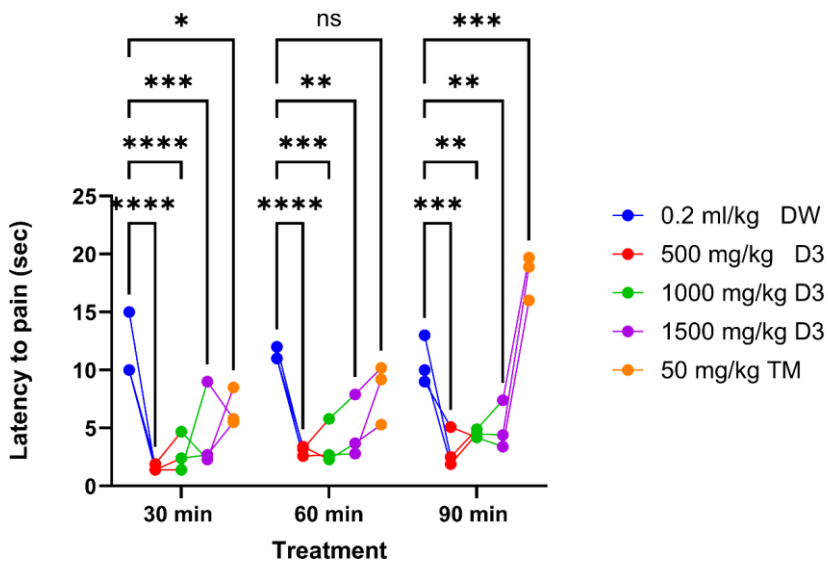 * ns ***
*** ** **
**** *** **
**** **** ***
Latency to pain (sec)
25
20
15
10
5
0
30 min 60 min 90 min
Treatment
0.2 ml/kg DW
500 mg/kg D3
1000 mg/kg D3
1500 mg/kg D3
50 mg/kg TM